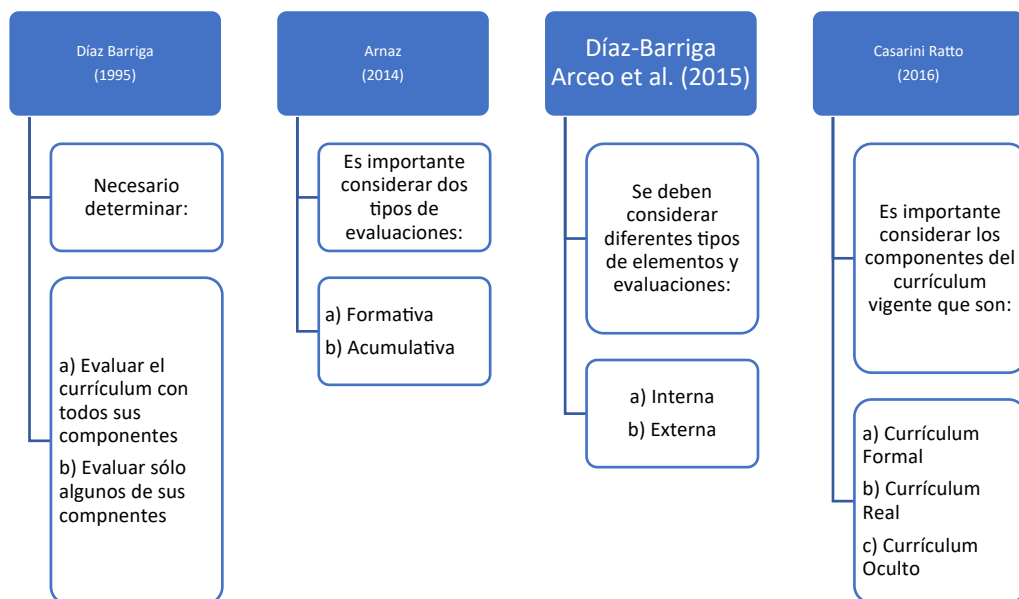 Díaz Barriga
(1995)
Necesario
determinar:
a) Evaluar el
currículum con
todos sus
componentes
b) Evaluar sólo
algunos de sus
compnentes
Arnaz
(2014)
Es importante
considerar dos
tipos de
evaluaciones:
a) Formativa
b) Acumulativa
Díaz-Barriga
Arceo et al. (2015)
Se deben
considerar
diferentes tipos
de elementos y
evaluaciones:
a) Interna
b) Externa
Casarini Ratto
(2016)
Es importante
considerar los
componentes del
currículum
vigente que son:
a) Currículum
Formal
b) Currículum
Real
c) Currículum
Oculto